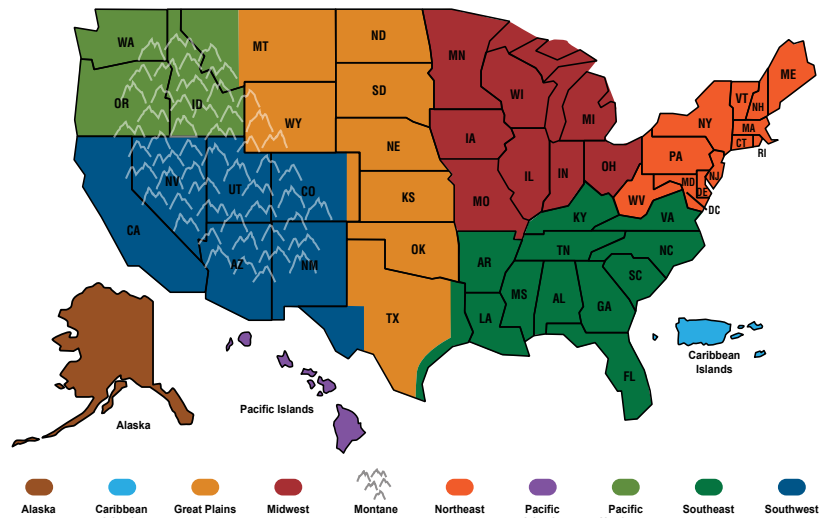 WA
MT
ND
MN
ME
OR
ID
WY
SD
WI
MI
NY
VT
NH
MA
CT
RI
NV
UT
CO
NE
IA
IL
IN
OH
PA
NJ
MD
DE
DC
WV
CA
KS
MO
KY
VA
AZ
NM
OK
AR
TN
NC
SC
TX
LA
MS
AL
GA
FL
Alaska
Pacific Islands
Caribbean
Islands
Alaska
Caribbean
Great Plains
Midwest
Montane
Northeast
Pacific
Pacific
Southeast
Southwest